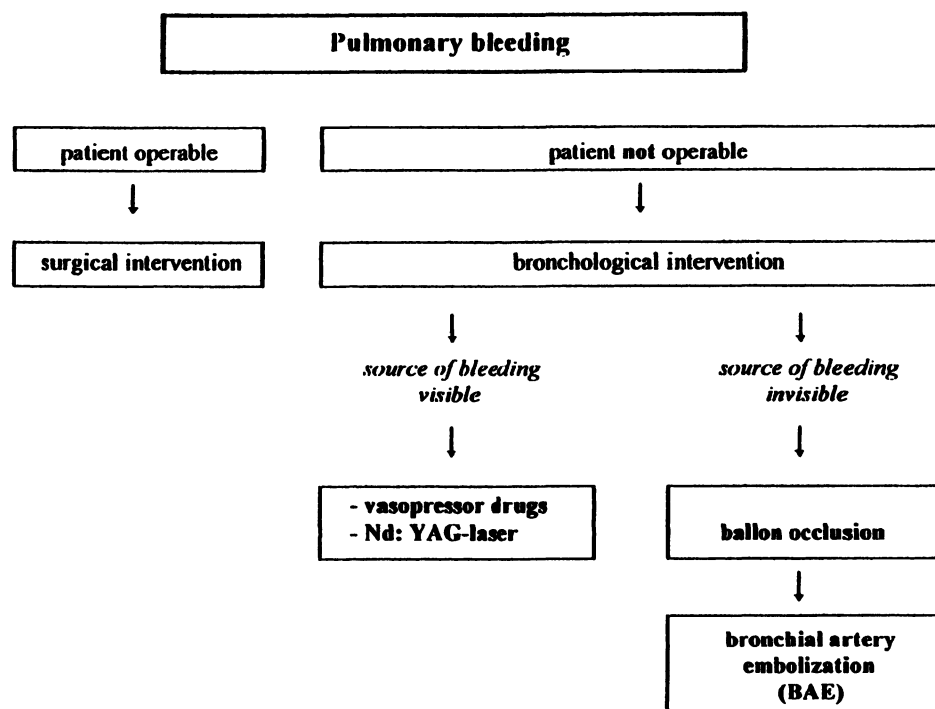 Pulmonary bleeding
patient operable
patient not operable
surgical intervention
bronchological intervention
source of bleeding
visible
source of bleeding
invisible
- vasopressor drugs
- Nd: YAG-laser
ballon occlusion
bronchial artery
embolization
(BAE)